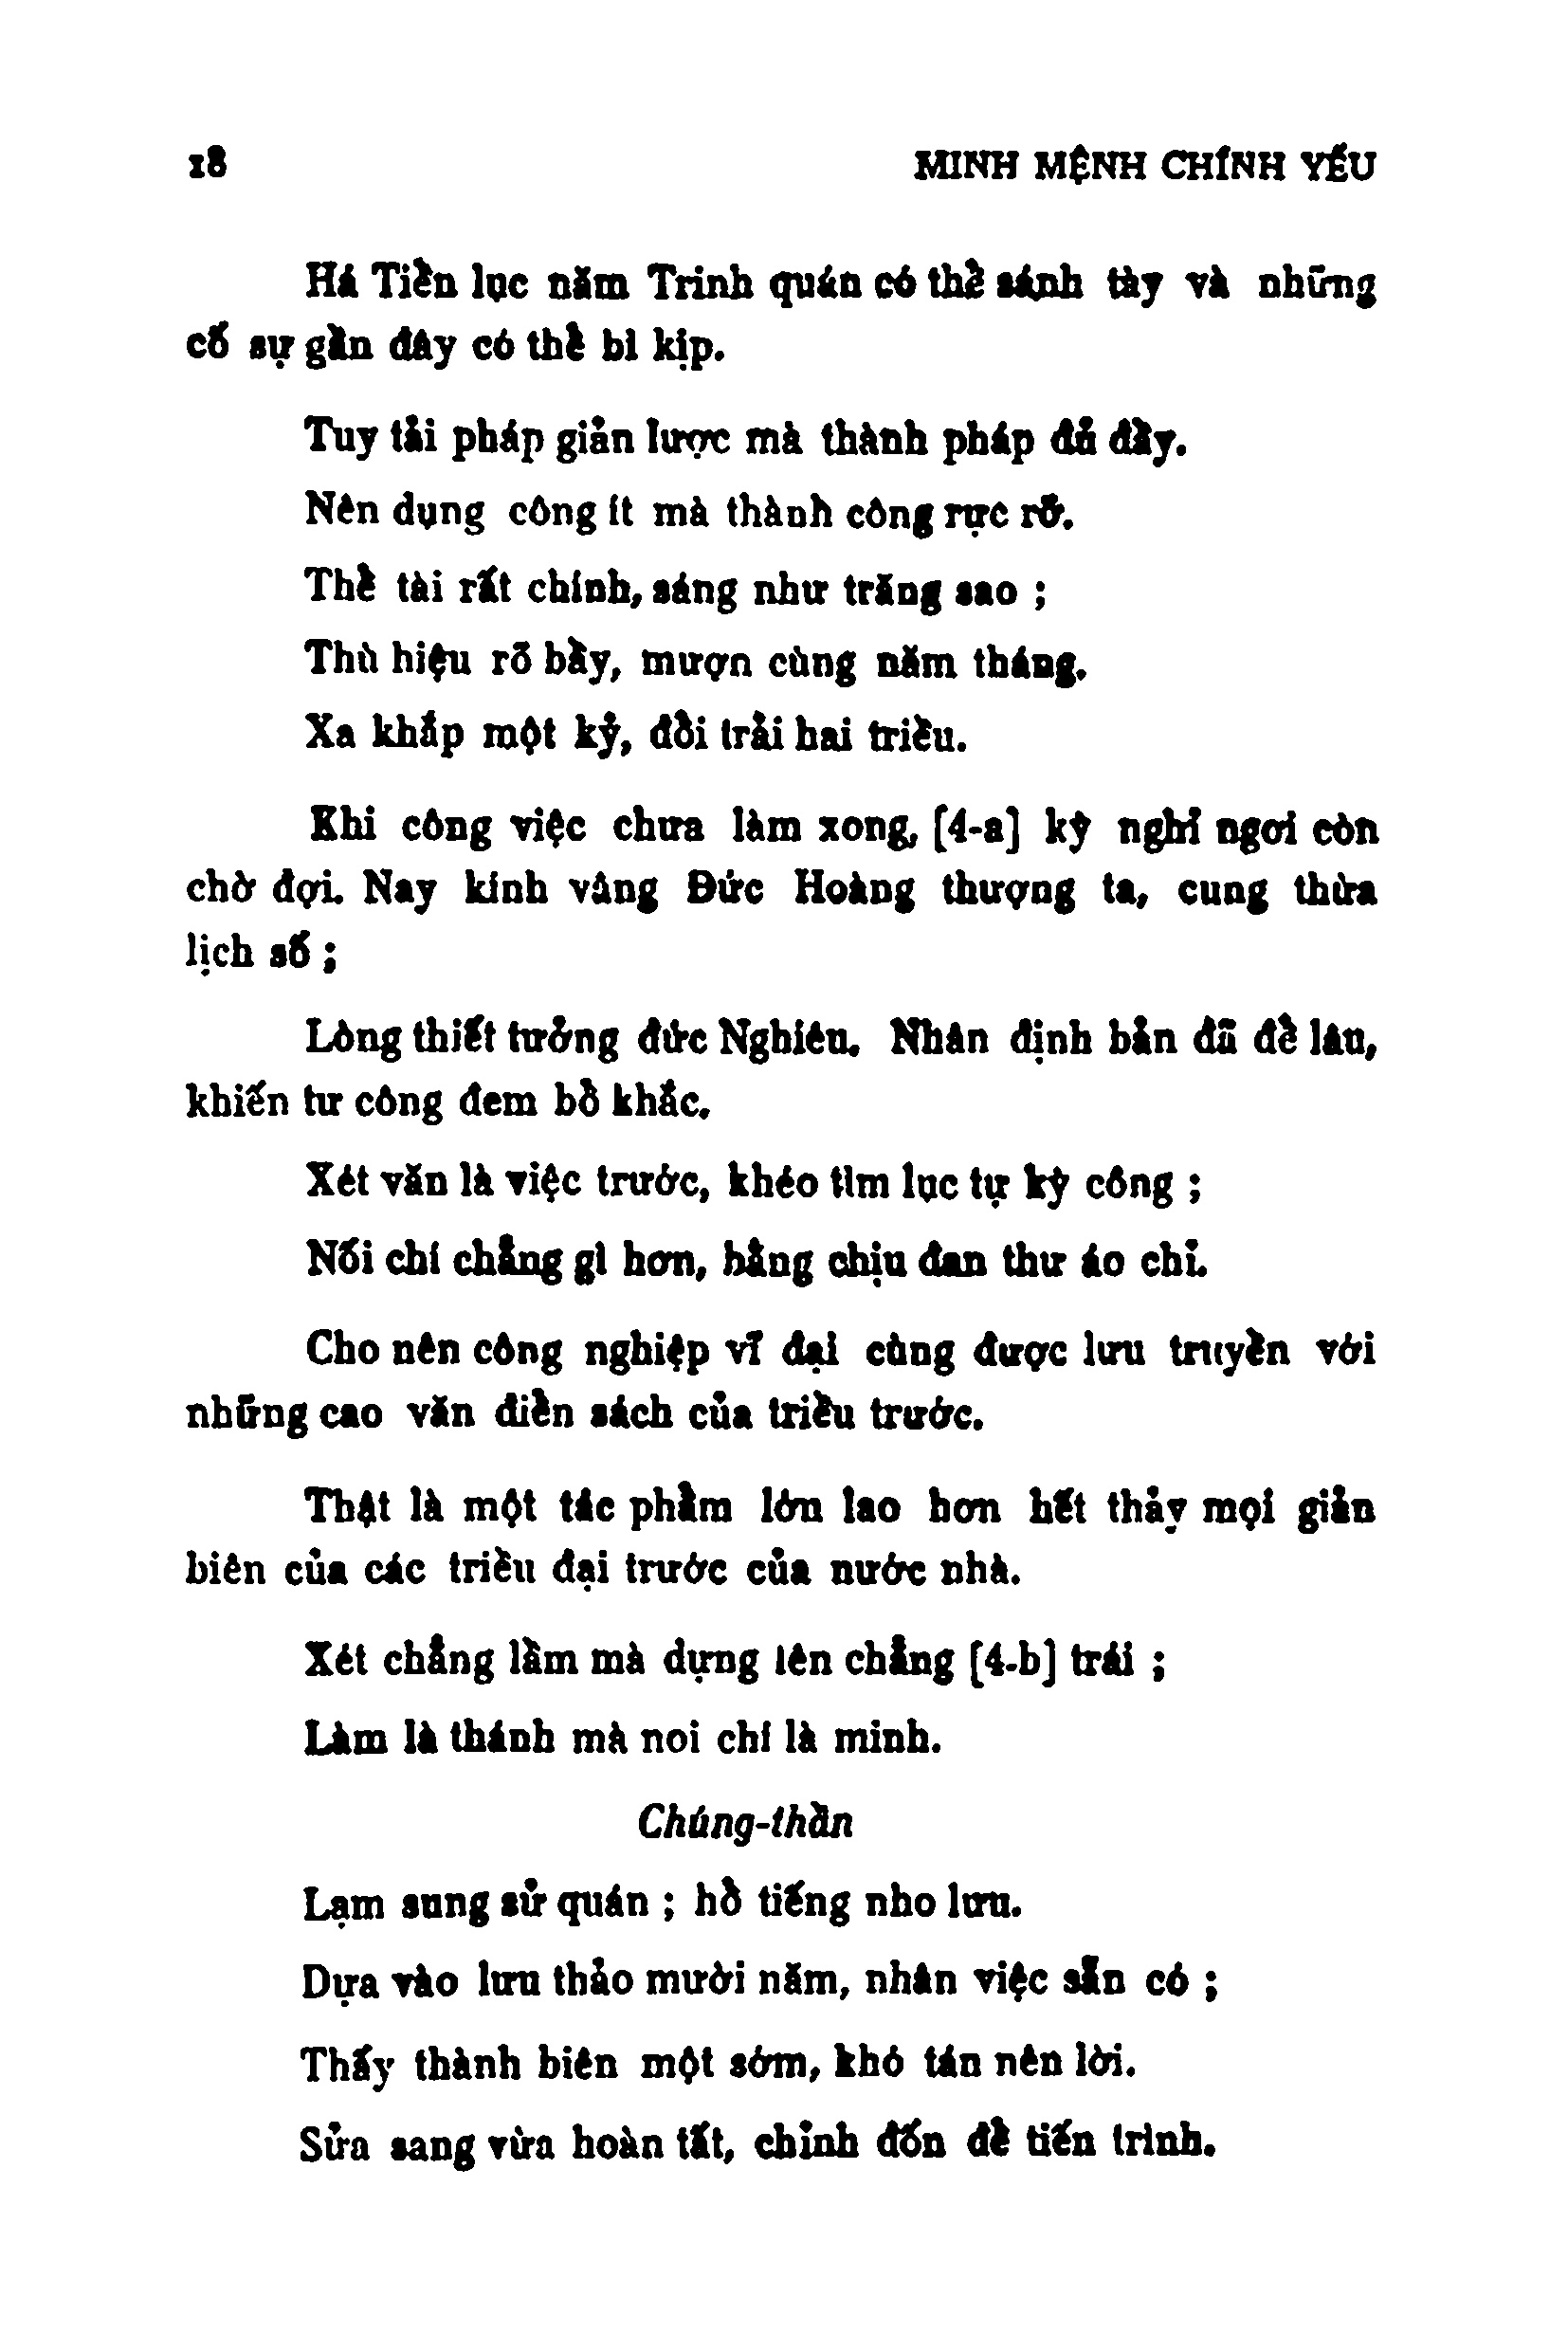 18 MINH MỆNH CHÍNH YẾU
Há Tiền lục năm Trinh quán có thể sánh tày và những
cố sự gần đây có thể bì kịp.
Tuy tải pháp giản lược mà thành pháp đủ đầy.
Nên dụng công ít mà thành công rực rỡ.
Thể tài rất chính, sáng như trăng sao ;
Thù hiệu rõ bầy, mượn cùng năm tháng.
Xa khắp một kỷ, đồi trải hai triều.
Khi công việc chưa làm xong, [4-a] kỳ nghỉ ngơi còn
chờ đợi. Nay kính vâng Đức Hoàng thượng ta, cung thừa
lịch số ;
Lòng thiết tưởng đức Nghiêu. Nhân định bản đã để lâu,
khiến tư công đem bổ khắc.
Xét văn là việc trước, khéo tìm lục tự kỳ công ;
Nối chí chẳng gì hơn, hằng chịu đan thư áo chỉ.
Cho nên công nghiệp vĩ đại cùng được lưu truyền với
những cao văn điển sách của triều trước.
Thật là một tác phẩm lớn lao hơn hết thảy mọi giản
biên của các triều đại trước của nước nhà.
Xét chẳng lầm mà dựng lên chẳng [4-b] trái ;
Làm là thánh mà noi chí là minh.
Chúng-thần
Lạm sung sử quán ; hổ tiếng nho lưu.
Dựa vào lưu thảo mười năm, nhân việc sẵn có ;
Thấy thành biên một sớm, khó tán nên lời.
Sửa sang vừa hoàn tất, chỉnh đốn để tiến trình.